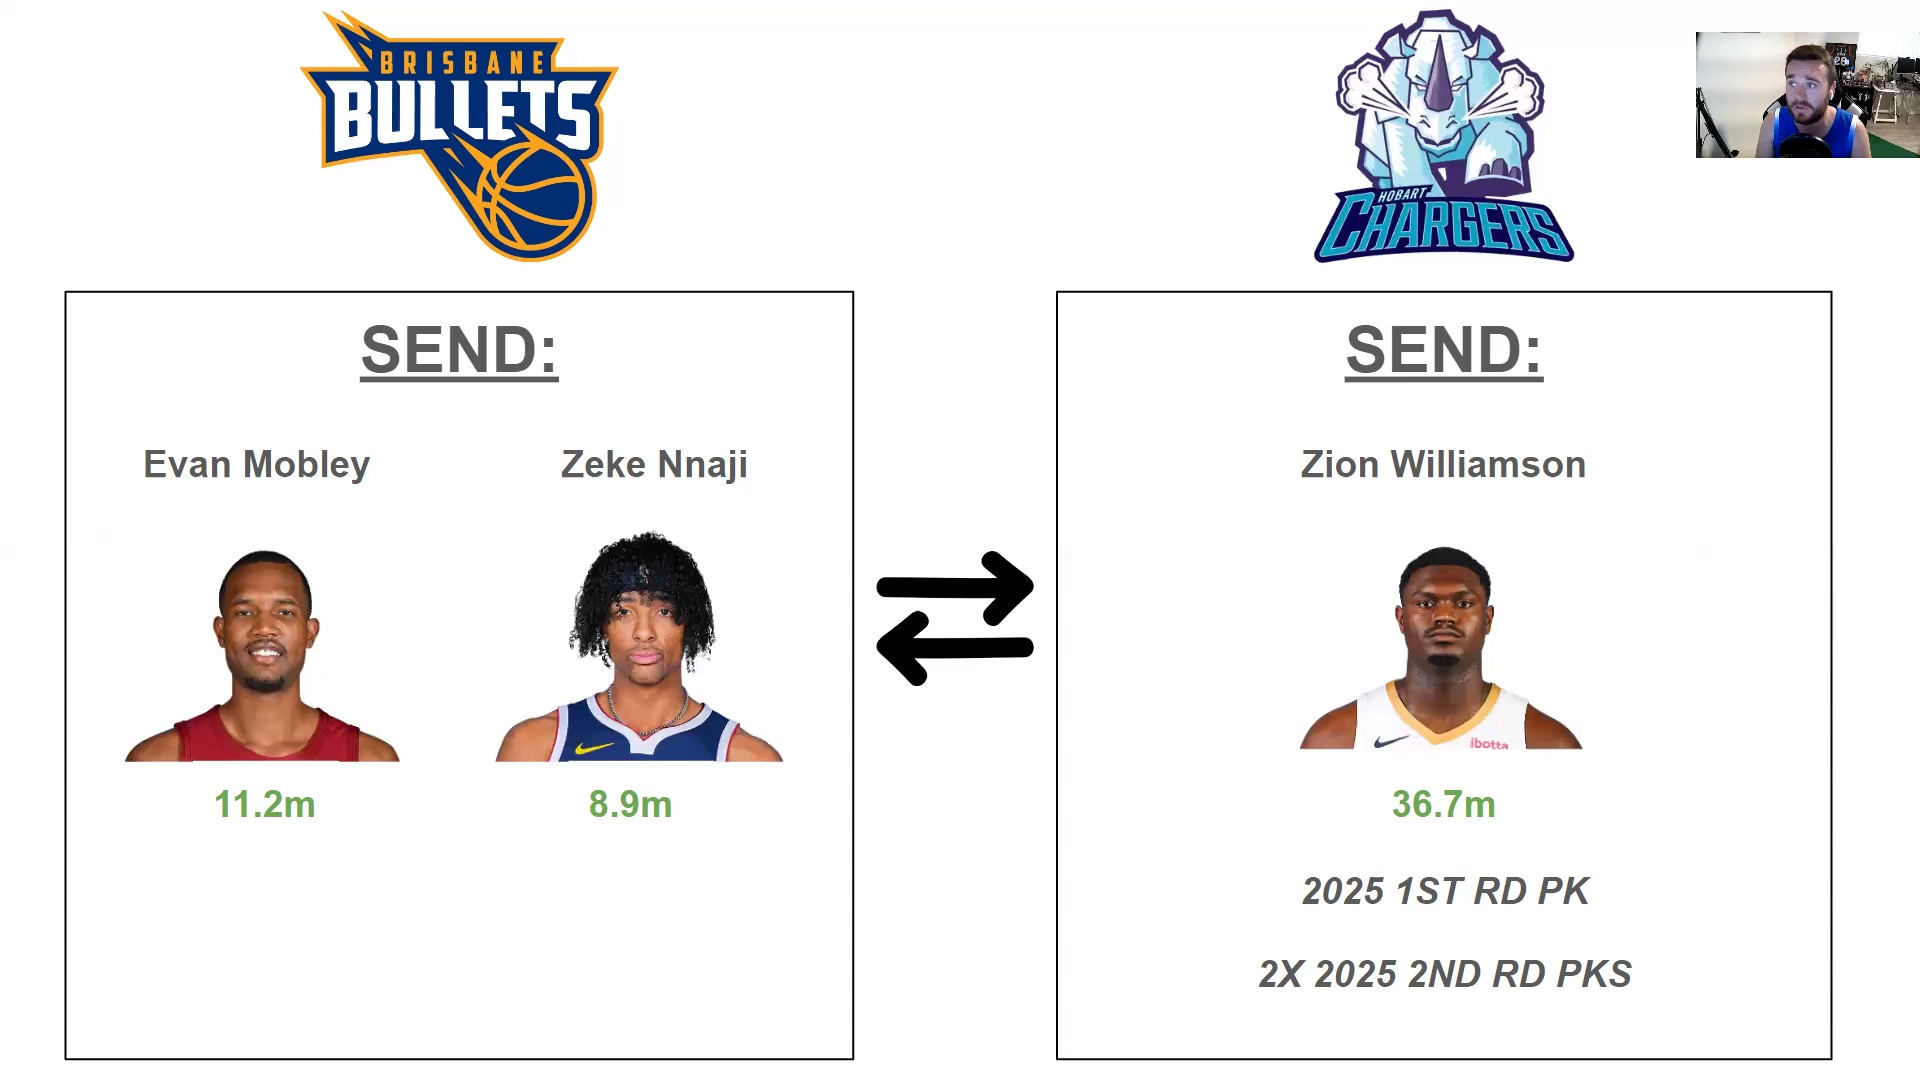 BRISBANE
BULLETS
HOBART
CHARGERS
SEND:
Evan Mobley
Zeke Nnaji
11.2m
8.9m
SEND:
Zion Williamson
ibotta
36.7m
2025 1ST RD PK
2X 2025 2ND RD PKS